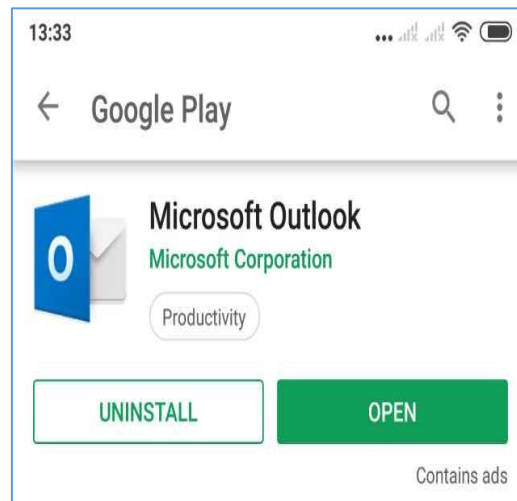 13:33
Google Play
Microsoft Outlook
O
Microsoft Corporation
Productivity
UNINSTALL
OPEN
Contains ads